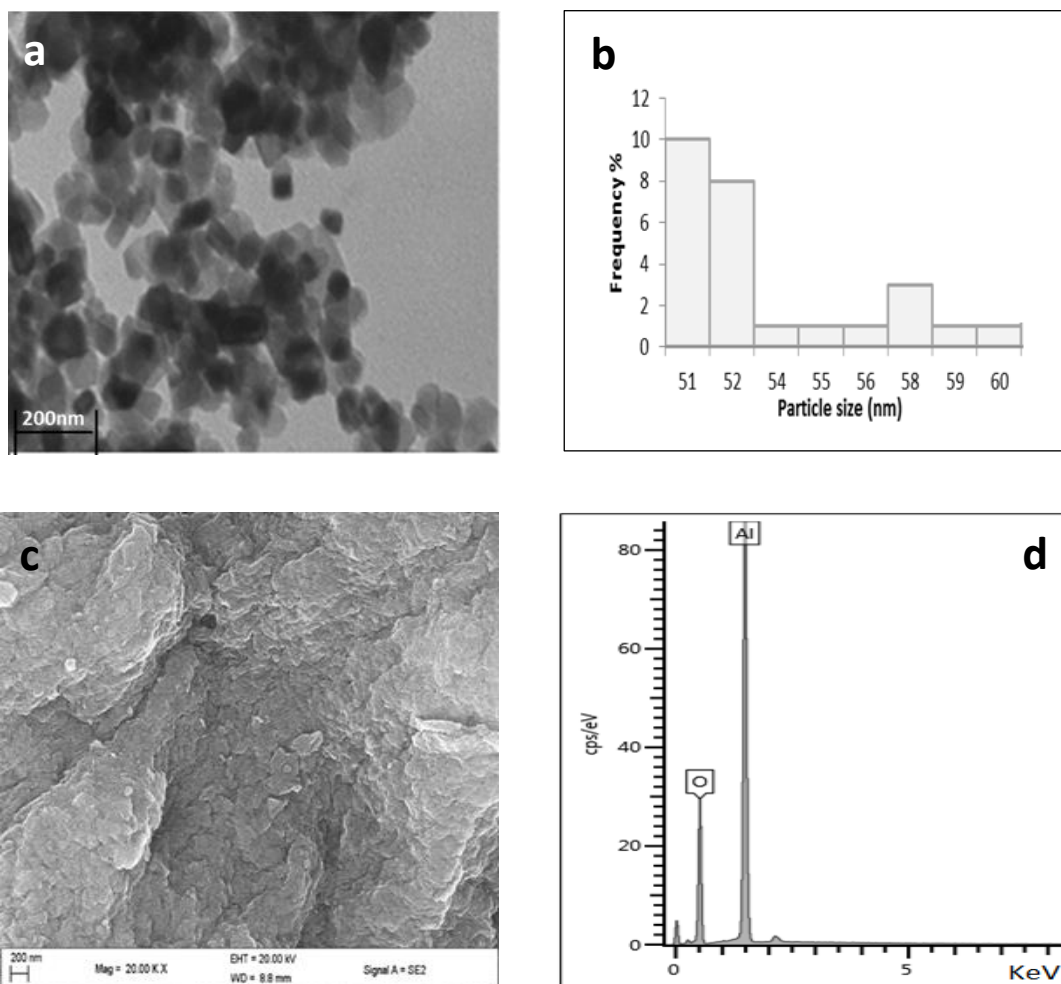 a
200nm
b
12
10
8
6
4
2
0
Frequency %
51 52 54 55 56 58 59 60
Particle size (nm)
c
200 nm
Mag = 20.00 K X
EHT = 20.00 kV
WD = 8.8 mm
Signal A = SE2
d
80
60
40
20
0
cps/eV
Al
O
0 5 KeV